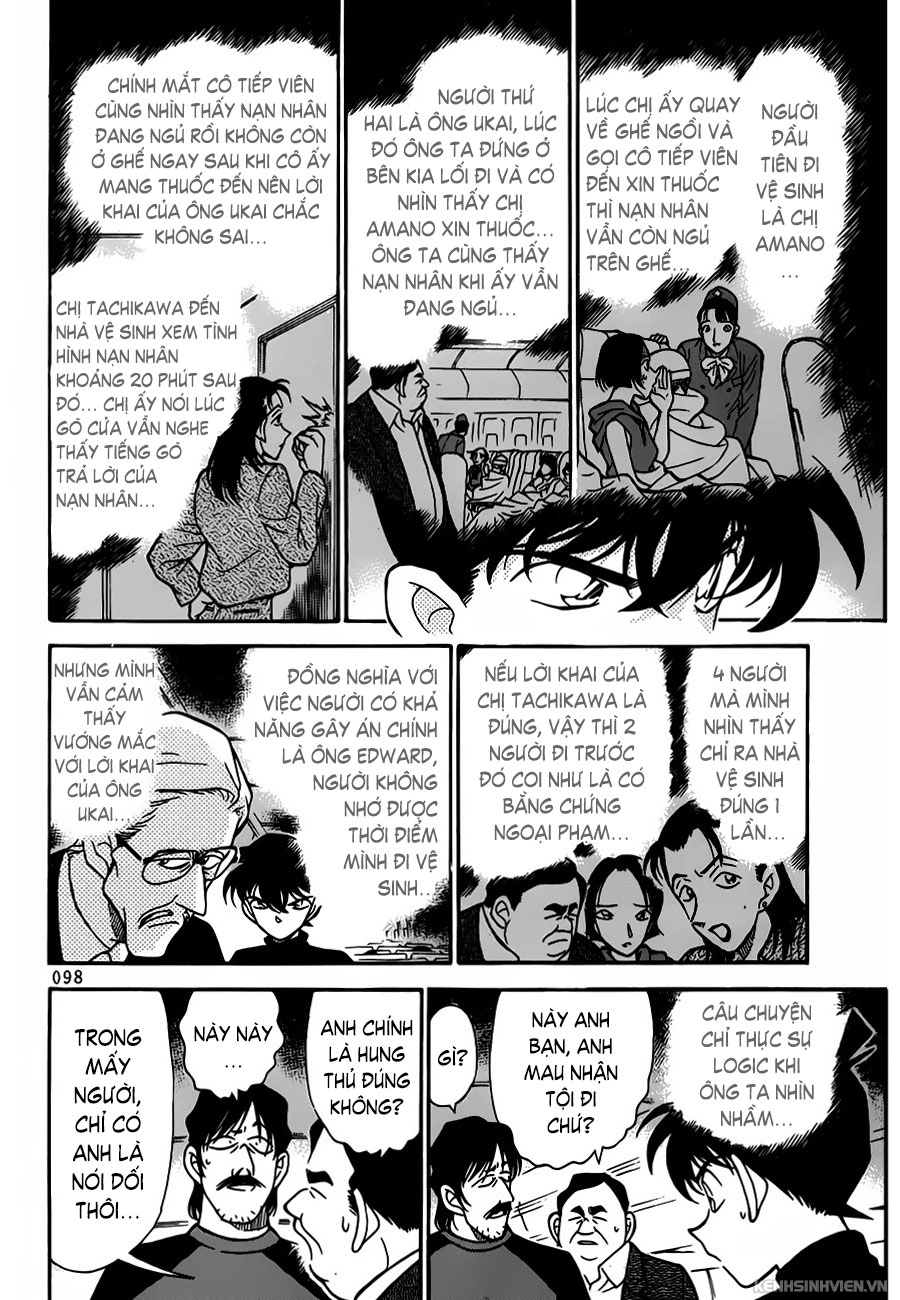 NGƯỜI
ĐẦU
TIÊN ĐI
VỆ SINH
LÀ CHỊ
AMANO
...
LÚC CHỊ ẤY QUAY
VỀ GHẾ NGỒI VÀ
GỌI CÔ TIẾP VIÊN
ĐẾN XIN THUỐC
THÌ NẠN NHÂN
VẪN CÒN NGỦ
TRÊN GHẾ...
NGƯỜI THỨ
HAI LÀ ÔNG UKAI, LÚC
ĐÓ ÔNG TA ĐỨNG Ở
BÊN KIA LỐI ĐI VÀ CÓ
NHÌN THẤY CHỊ
AMANO XIN THUỐC...
ÔNG TA CŨNG THẤY
NẠN NHÂN KHI ẤY VẪN
ĐANG NGỦ...
CHÍNH MẮT CÔ TIẾP VIÊN
CŨNG NHÌN THẤY NẠN NHÂN
ĐANG NGỦ RỒI KHÔNG CÒN
Ở GHẾ NGAY SAU KHI CÔ ẤY
MANG THUỐC ĐẾN NÊN LỜI
KHAI CỦA ÔNG UKAI CHẮC
KHÔNG SAI...
CHỊ TACHIKAWA ĐẾN
NHÀ VỆ SINH XEM TÌNH
HÌNH NẠN NHÂN
KHOẢNG 20 PHÚT SAU
ĐÓ... CHỊ ẤY NÓI LÚC
GÕ CỬA VẪN NGHE
THẤY TIẾNG GÕ
TRẢ LỜI CỦA
NẠN NHÂN...
4 NGƯỜI
MÀ MÌNH
NHÌN THẤY
CHỈ RA NHÀ
VỆ SINH
ĐÚNG 1
LẦN...
NẾU LỜI KHAI CỦA
CHỊ TACHIKAWA LÀ
ĐÚNG, VẬY THÌ 2
NGƯỜI ĐI TRƯỚC
ĐÓ COI NHƯ LÀ CÓ
BẰNG CHỨNG
NGOẠI PHẠM...
ĐỒNG NGHĨA VỚI
VIỆC NGƯỜI CÓ KHẢ
NĂNG GÂY ÁN CHÍNH
LÀ ÔNG EDWARD,
NGƯỜI KHÔNG
NHỚ ĐƯỢC
THỜI ĐIỂM
MÌNH ĐI VỆ
SINH...
NHƯNG MÌNH
VẪN CẢM
THẤY
VƯỚNG MẮC
VỚI LỜI KHAI
CỦA ÔNG
UKAI...
098
CÂU CHUYỆN
CHỈ THỰC SỰ
LOGIC KHI
ÔNG TA NHÌN
NHẦM...
NÀY ANH
BẠN, ANH
MAU NHẬN
TỘI ĐI
CHỨ?
GÌ?
ANH CHÍNH
LÀ HUNG
THỦ ĐÚNG
KHÔNG?
NÀY NÀY
...
TRONG
MẤY
NGƯỜI,
CHỈ CÓ
ANH LÀ
NÓI DỐI
THÔI...
KENHSINHVIEN.VN